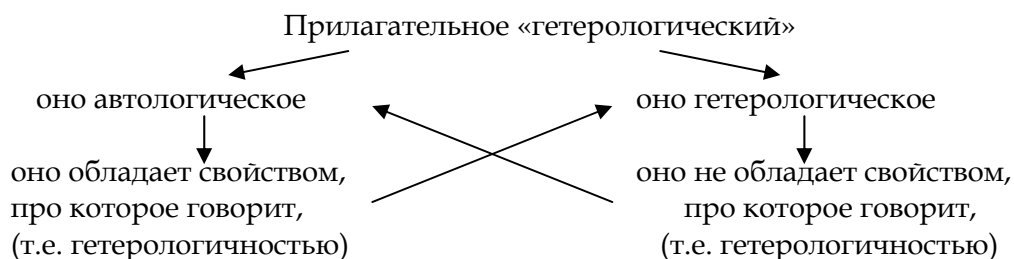 Прилагательное «гетерологический»
оно автологическое
оно гетерологическое
оно обладает свойством,
про которое говорит,
(т.е. гетерологичностью)
оно не обладает свойством,
про которое говорит,
(т.е. гетерологичностью)